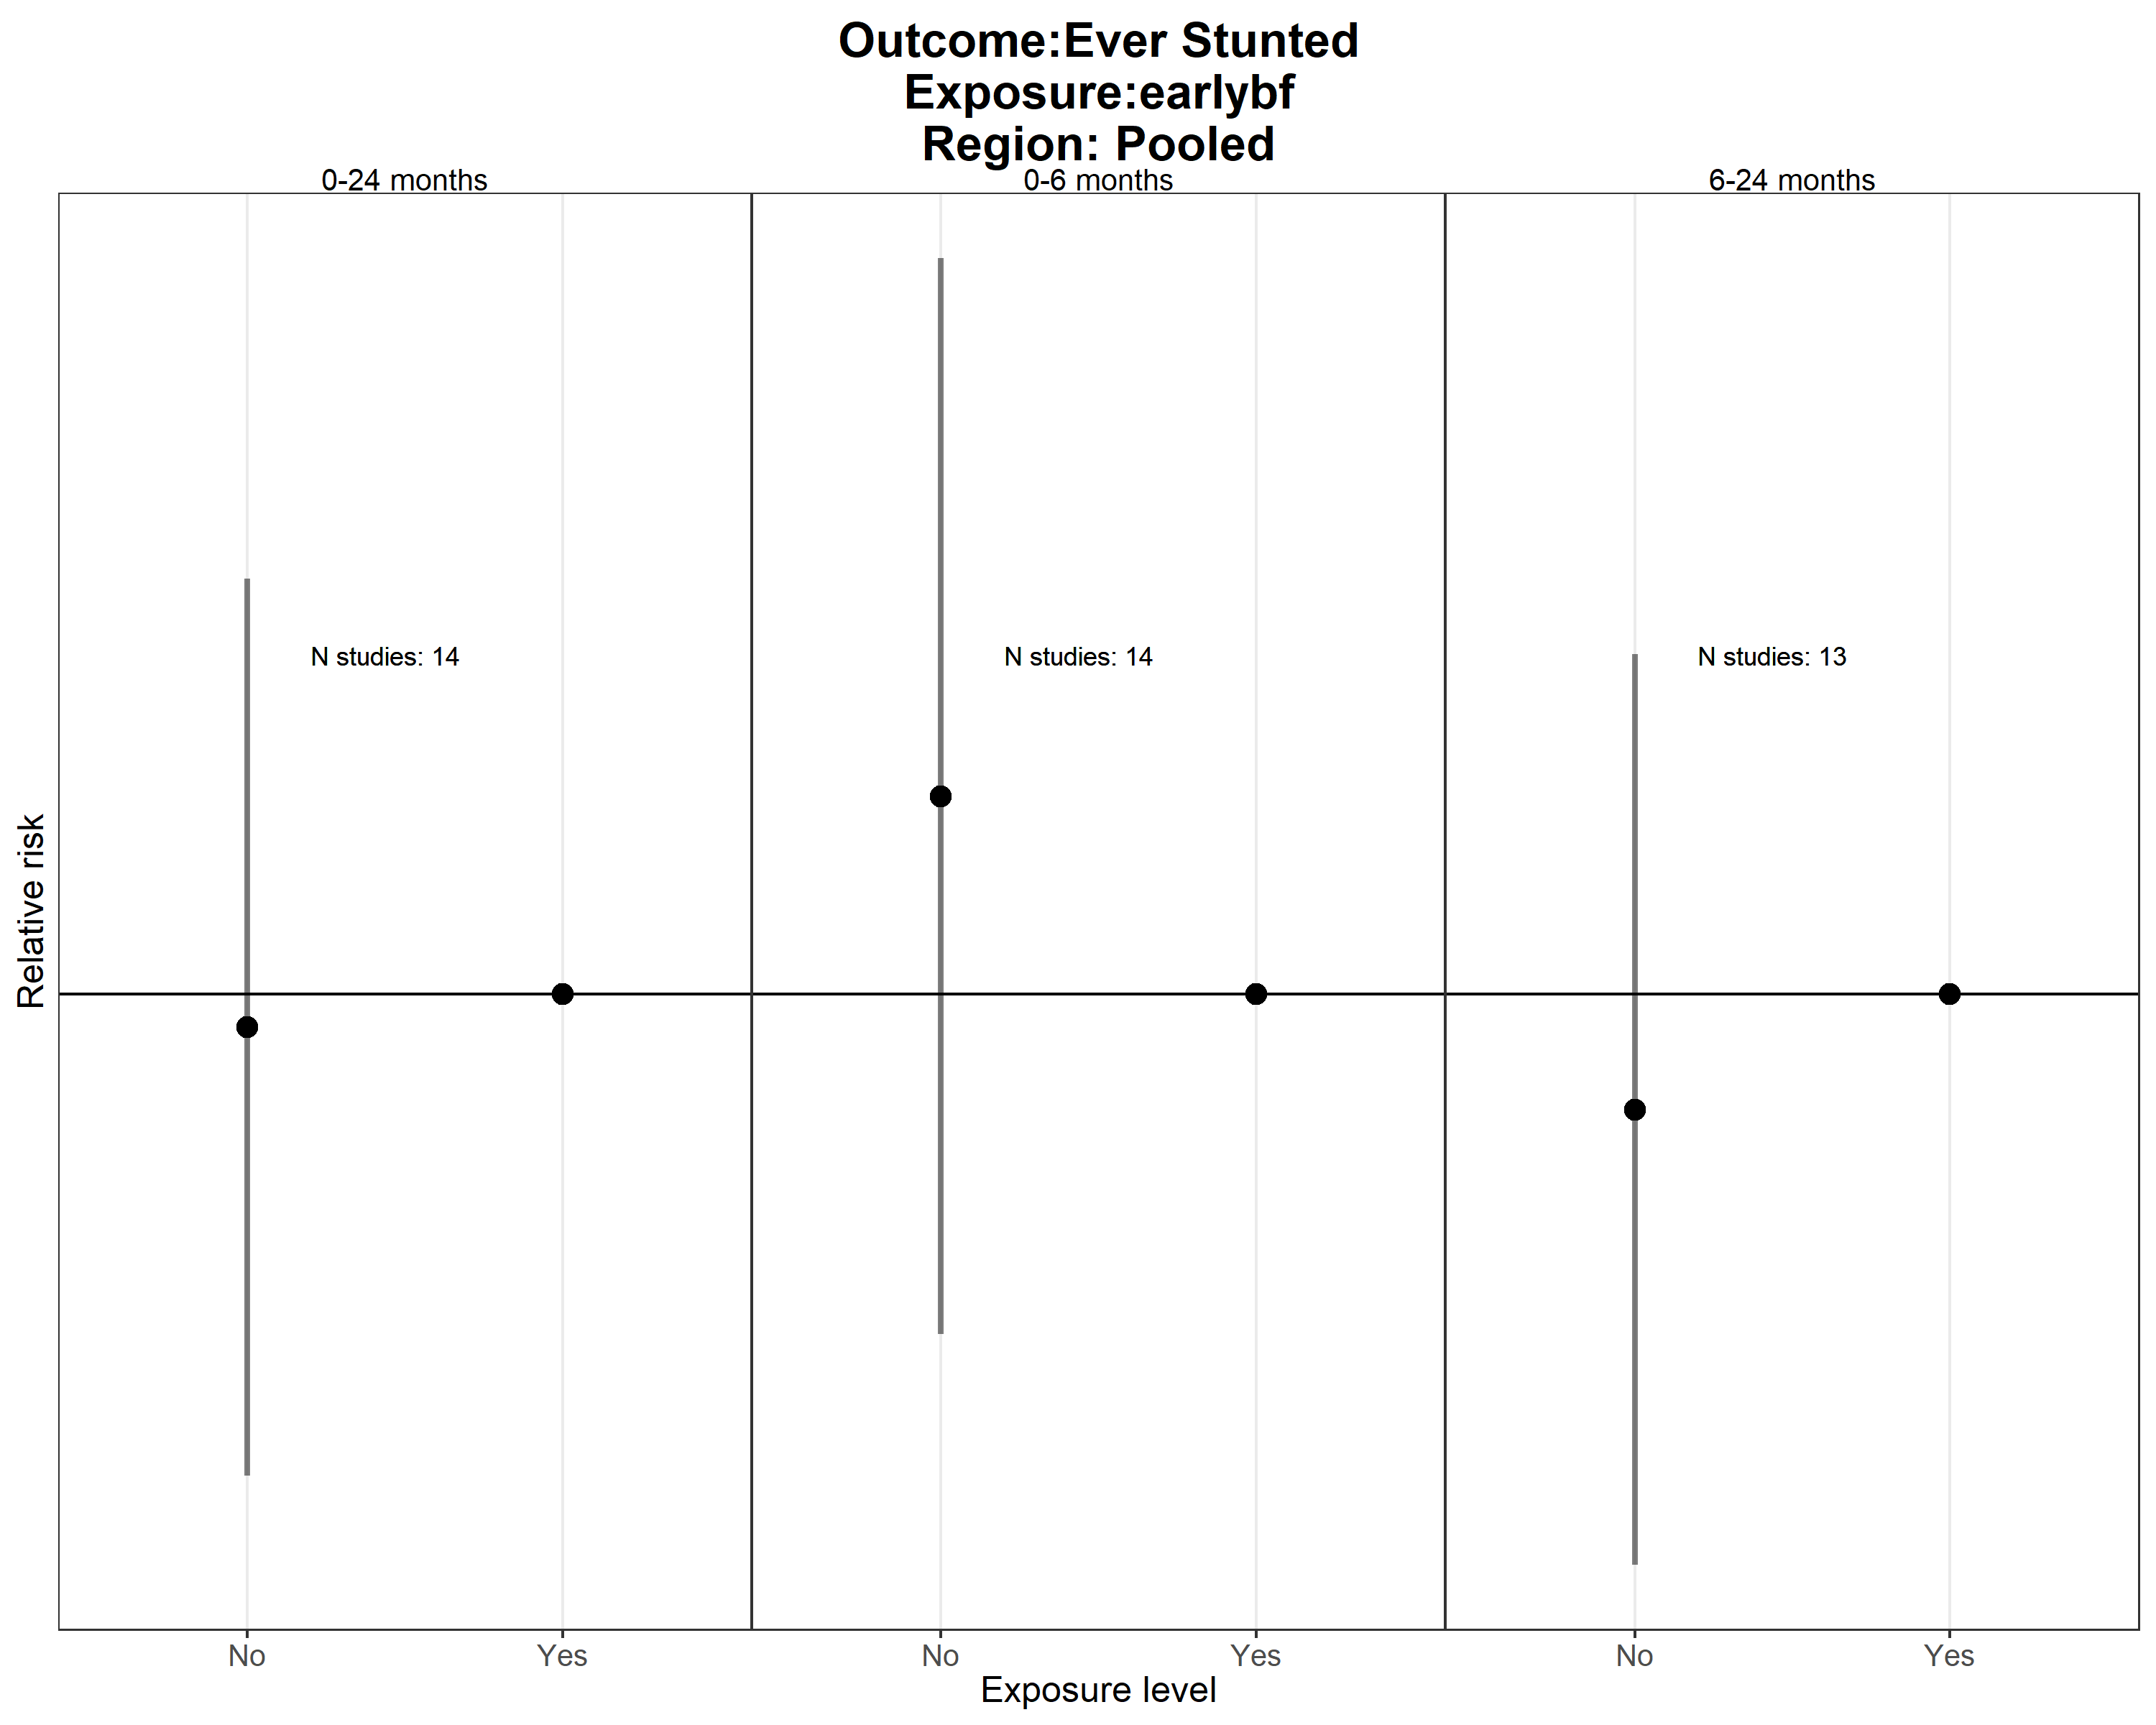 Outcome:Ever Stunted
Exposure:earlybf
Region: Pooled
0-24 months
0-6 months
6-24 months
N studies: 14
N studies: 14
N studies: 13
Relative risk
No
Yes
No
Yes
No
Yes
Exposure level